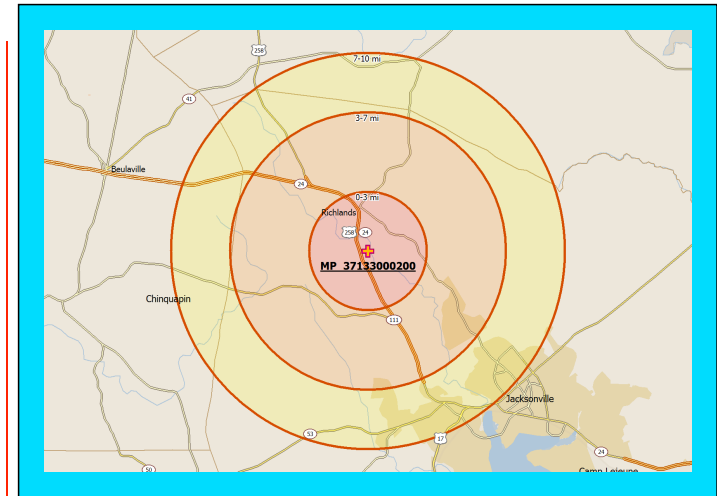 258
7-10 mi
41
3-7 mi
Beulaville
24
0-3 mi
Richlands
258 24
MP 37133000200
Chinquapin
111
Jacksonville
53
17
24
50
Camp Lejeune